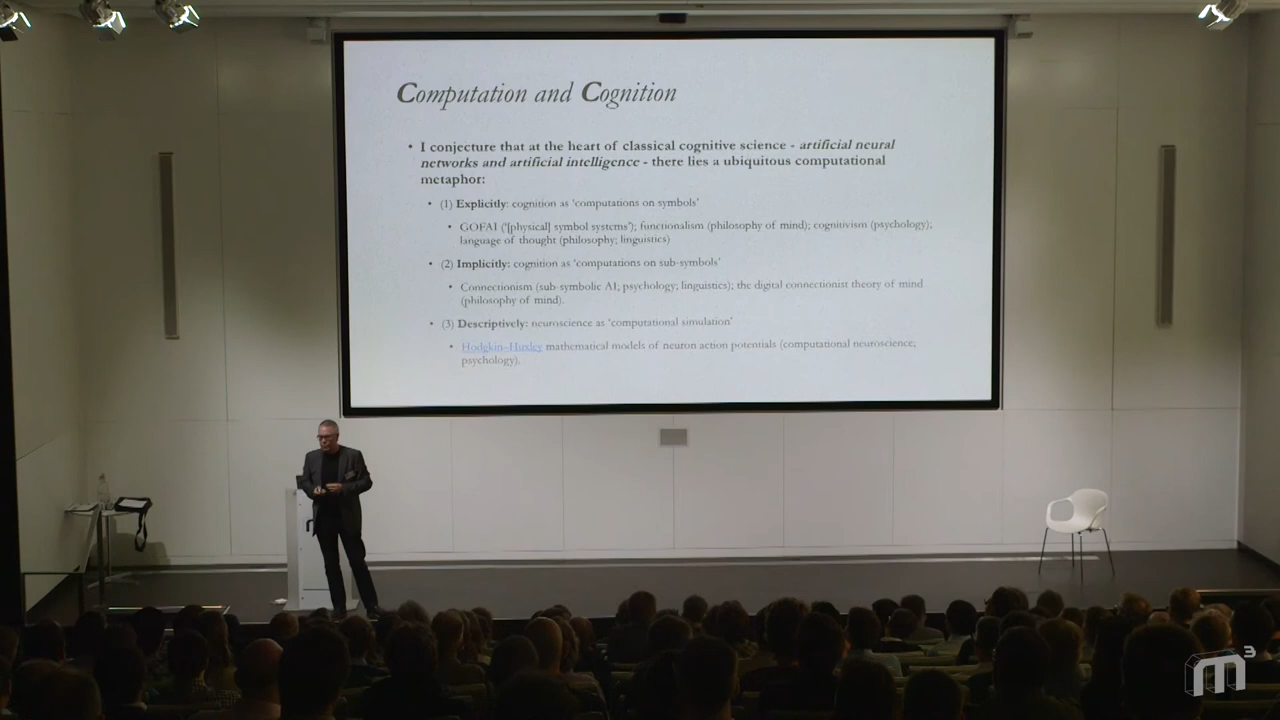 Computation and Cognition
• I conjecture that at the heart of classical cognitive science - artificial neural
networks and artificial intelligence - there lies a ubiquitous computational
metaphor:
• (1) Explicitly: cognition as 'computations on symbols'
• GOFAI ('[physical] symbol systems'); functionalism (philosophy of mind); cognitivism (psychology);
language of thought (philosophy; linguistics)
• (2) Implicitly: cognition as 'computations on sub-symbols'
• Connectionism (sub-symbolic AI; psychology; linguistics); the digital connectionist theory of mind
(philosophy of mind).
• (3) Descriptively: neuroscience as 'computational simulation'
• Hodgkin–Huxley mathematical models of neuron action potentials (computational neuroscience;
psychology).
m3